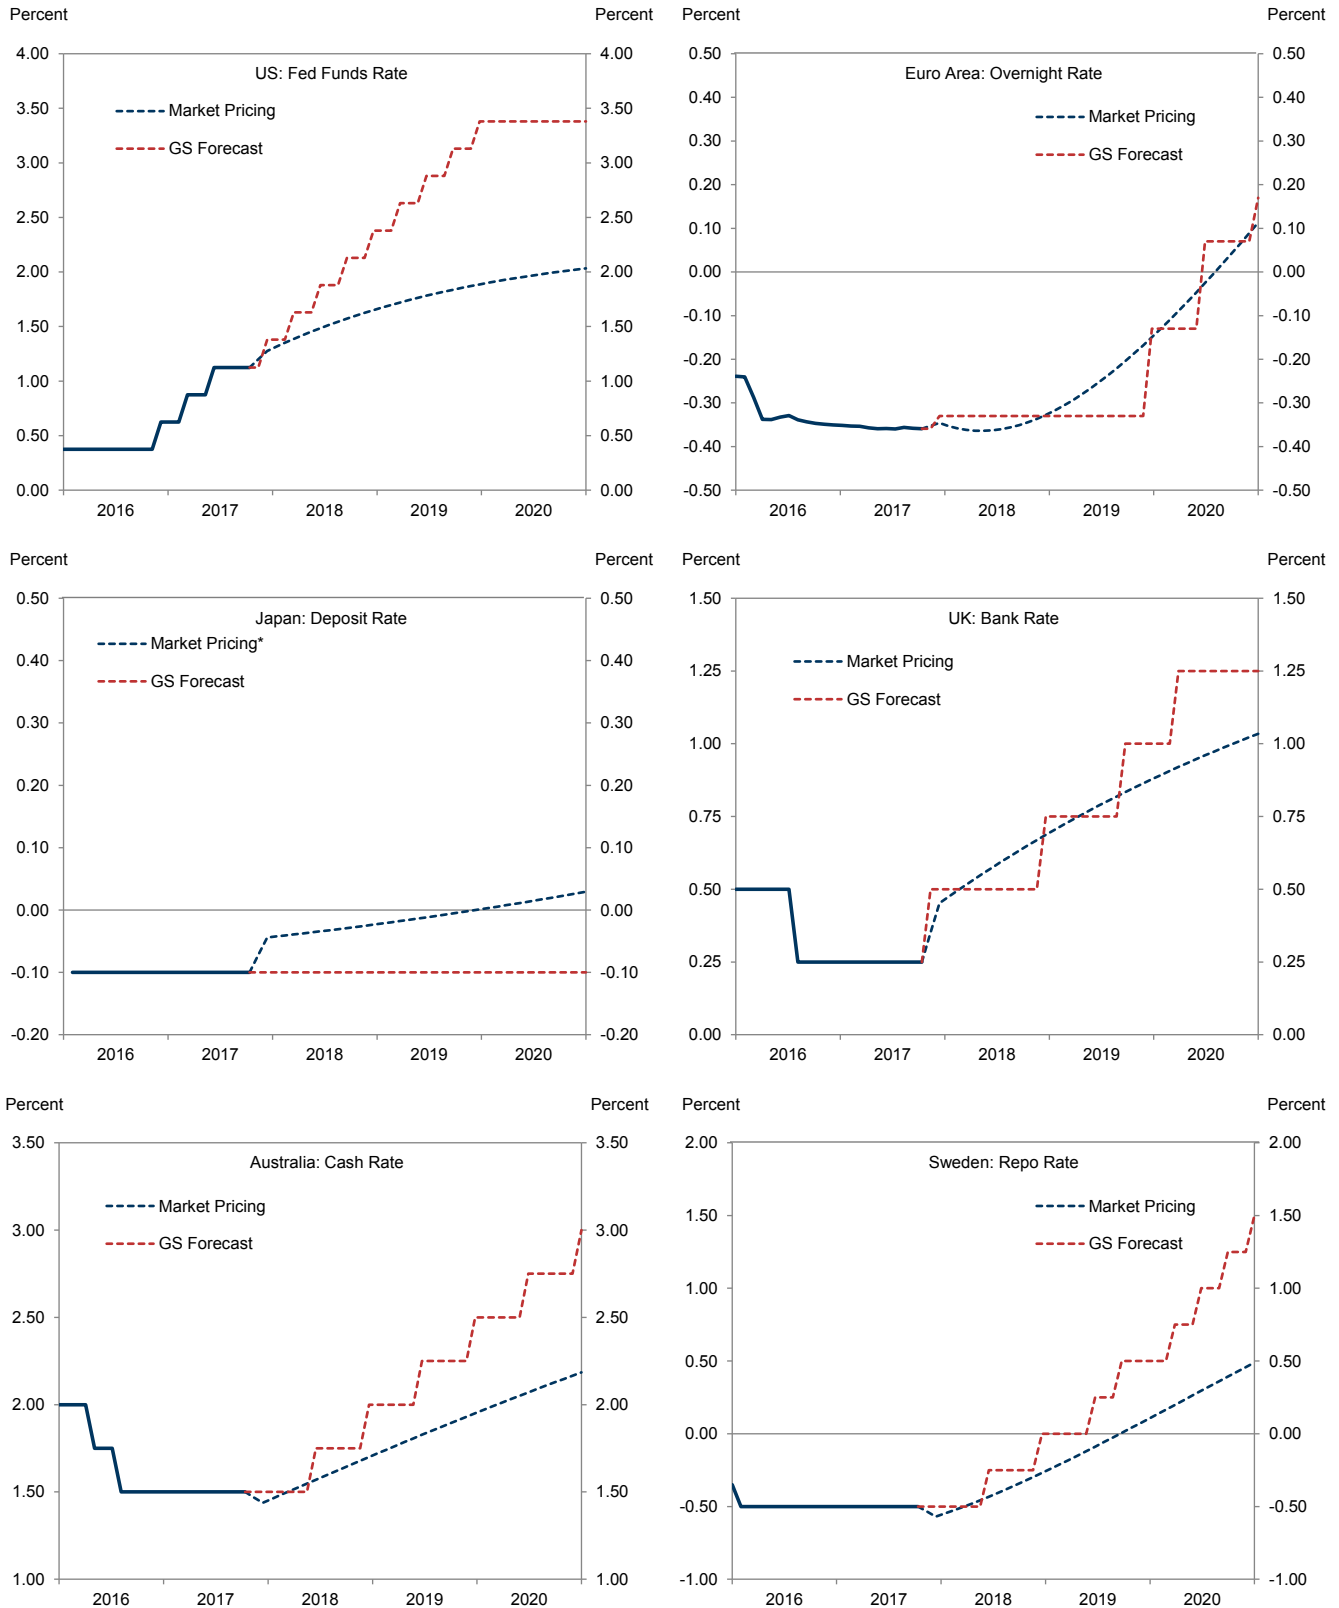 Percent Percent
US: Fed Funds Rate
Market Pricing
GS Forecast
4.00 4.00
3.50 3.50
3.00 3.00
2.50 2.50
2.00 2.00
1.50 1.50
1.00 1.00
0.50 0.50
0.00 0.00
2016 2017 2018 2019 2020
Percent Percent
Euro Area: Overnight Rate
Market Pricing
GS Forecast
0.50 0.50
0.40 0.40
0.30 0.30
0.20 0.20
0.10 0.10
0.00 0.00
-0.10 -0.10
-0.20 -0.20
-0.30 -0.30
-0.40 -0.40
-0.50 -0.50
2016 2017 2018 2019 2020
Percent Percent
Japan: Deposit Rate
Market Pricing*
GS Forecast
0.50 0.50
0.40 0.40
0.30 0.30
0.20 0.20
0.10 0.10
0.00 0.00
-0.10 -0.10
-0.20 -0.20
2016 2017 2018 2019 2020
Percent Percent
UK: Bank Rate
Market Pricing
GS Forecast
1.50 1.50
1.25 1.25
1.00 1.00
0.75 0.75
0.50 0.50
0.25 0.25
0.00 0.00
2016 2017 2018 2019 2020
Percent Percent
Australia: Cash Rate
Market Pricing
GS Forecast
3.50 3.50
3.00 3.00
2.50 2.50
2.00 2.00
1.50 1.50
1.00 1.00
2016 2017 2018 2019 2020
Percent Percent
Sweden: Repo Rate
Market Pricing
GS Forecast
2.00 2.00
1.50 1.50
1.00 1.00
0.50 0.50
0.00 0.00
-0.50 -0.50
-1.00 -1.00
2016 2017 2018 2019 2020